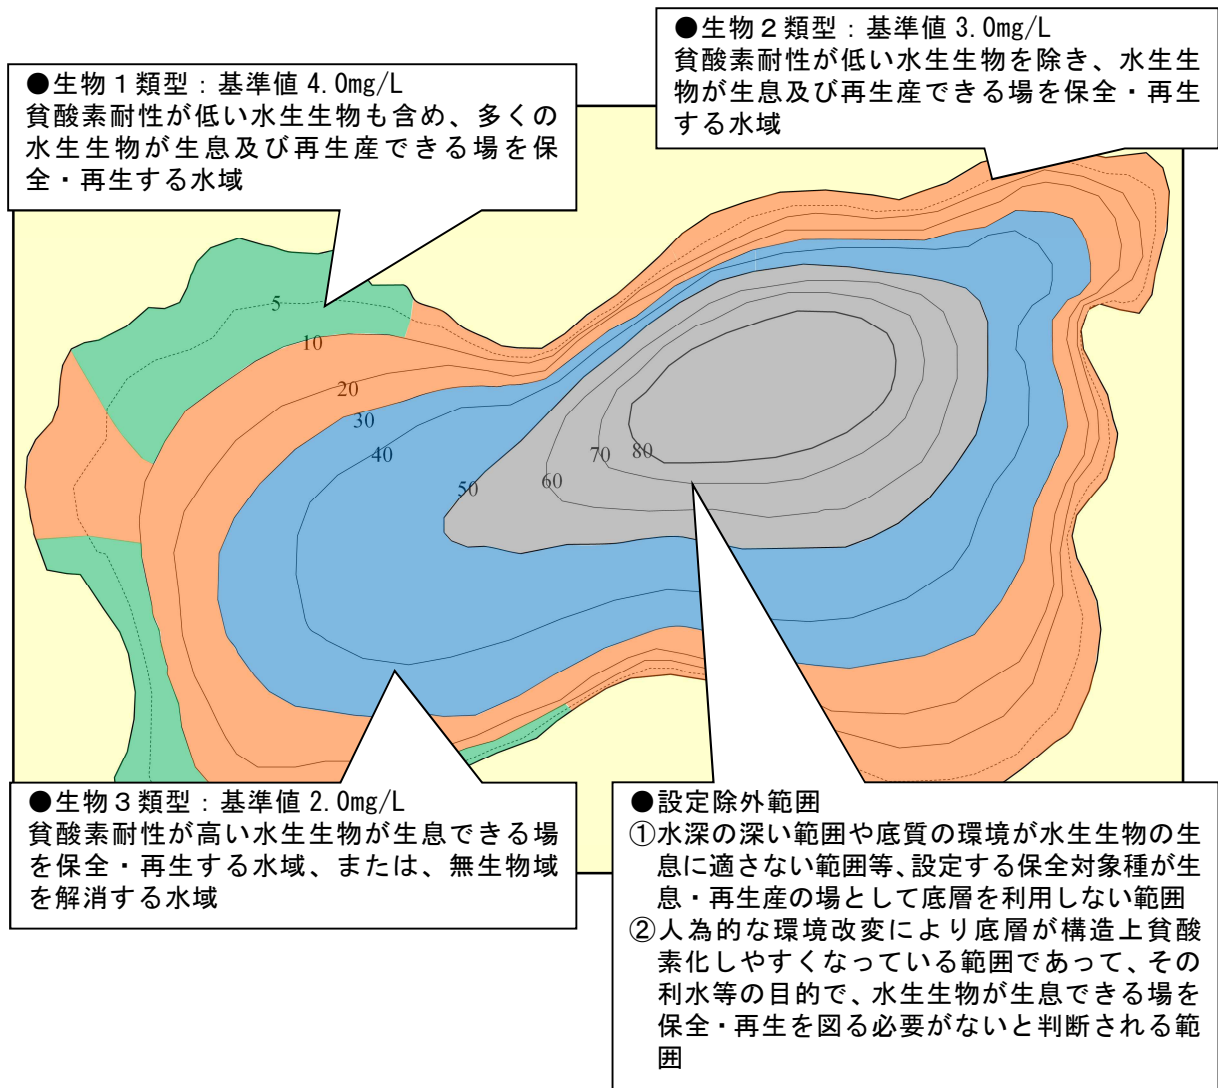 ●生物２類型：基準値 3.0mg/L
貧酸素耐性が低い水生生物を除き、水生生
物が生息及び再生産できる場を保全・再生
する水域
●生物１類型：基準値 4.0mg/L
貧酸素耐性が低い水生生物も含め、多くの
水生生物が生息及び再生産できる場を保
全・再生する水域
5
10
20
30
40
50
60
70
80
●生物３類型：基準値 2.0mg/L
貧酸素耐性が高い水生生物が生息できる場
を保全・再生する水域、または、無生物域
を解消する水域
●設定除外範囲
①水深の深い範囲や底質の環境が水生生物の生
息に適さない範囲等、設定する保全対象種が生
息・再生産の場として底層を利用しない範囲
②人為的な環境改変により底層が構造上貧酸
素化しやすくなっている範囲であって、その
利水等の目的で、水生生物が生息できる場を
保全・再生を図る必要がないと判断される範
囲